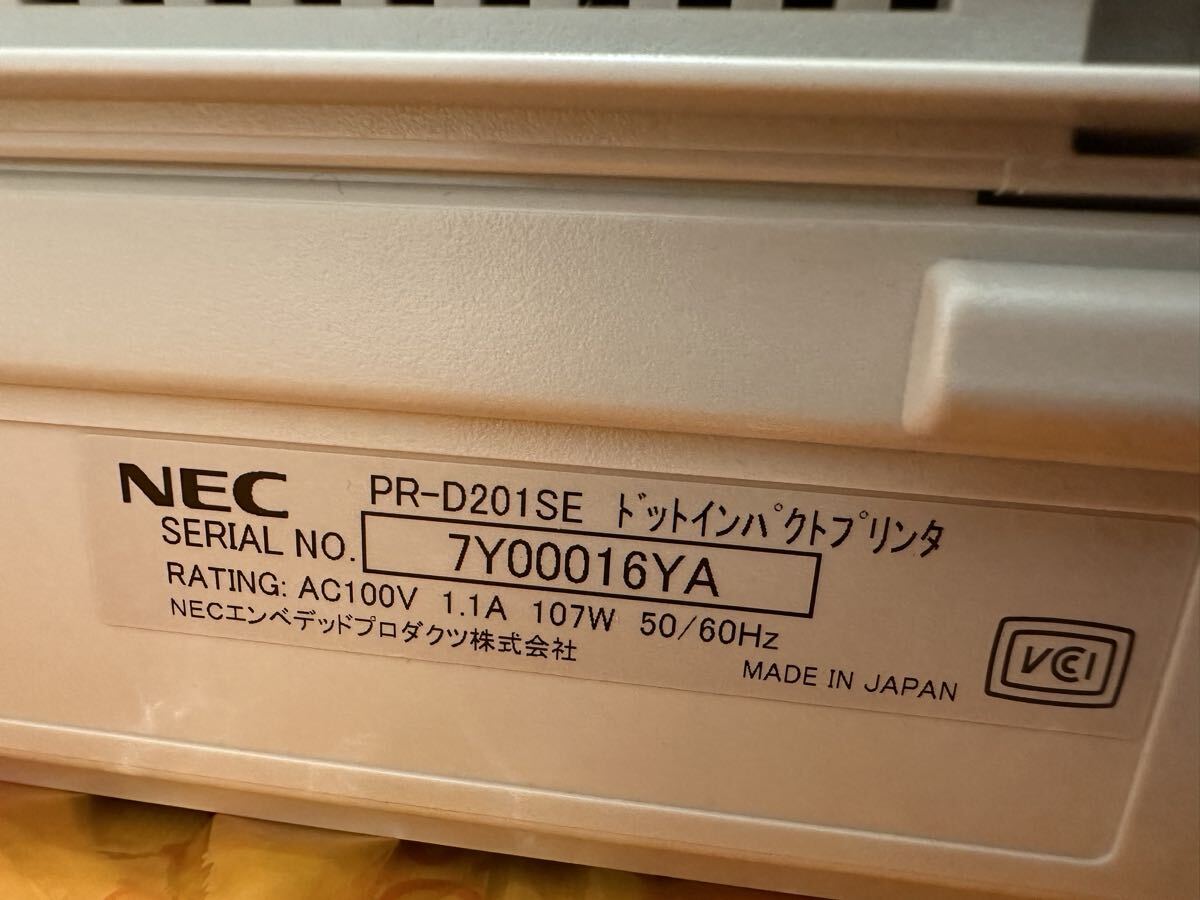 NEC PR-D201SE ﾄﾞｯﾄｲﾝﾊﾟｸﾄﾌﾟﾘﾝﾀ
SERIAL NO. 7Y00016YA
RATING: AC100V 1.1A 107W 50/60Hz
NECエンベデッドプロダクツ株式会社
MADE IN JAPAN
VCCI